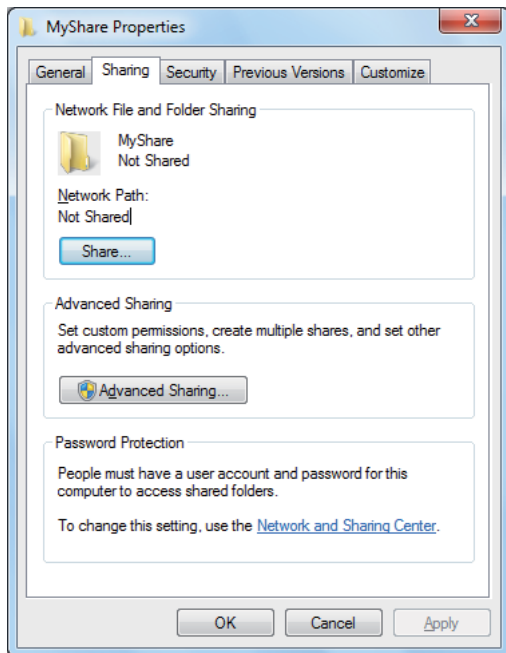 MyShare Properties
General Sharing Security Previous Versions Customize
Network File and Folder Sharing
MyShare
Not Shared
Network Path:
Not Shared
Share...
Advanced Sharing
Set custom permissions, create multiple shares, and set other
advanced sharing options.
Advanced Sharing...
Password Protection
People must have a user account and password for this
computer to access shared folders.
To change this setting, use the Network and Sharing Center.
OK Cancel Apply